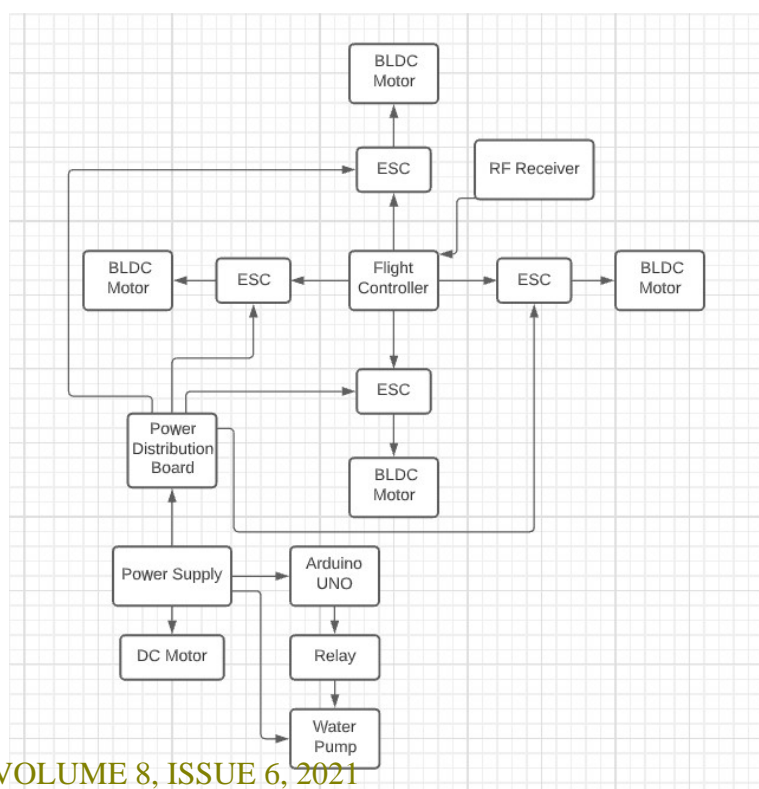 BLDC
Motor
ESC
RF Receiver
BLDC
Motor
ESC
Flight
Controller
ESC
BLDC
Motor
ESC
Power
Distribution
Board
BLDC
Motor
Power Supply
Arduino
UNO
DC Motor
Relay
Water
Pump
VOLUME 8, ISSUE 6, 2021